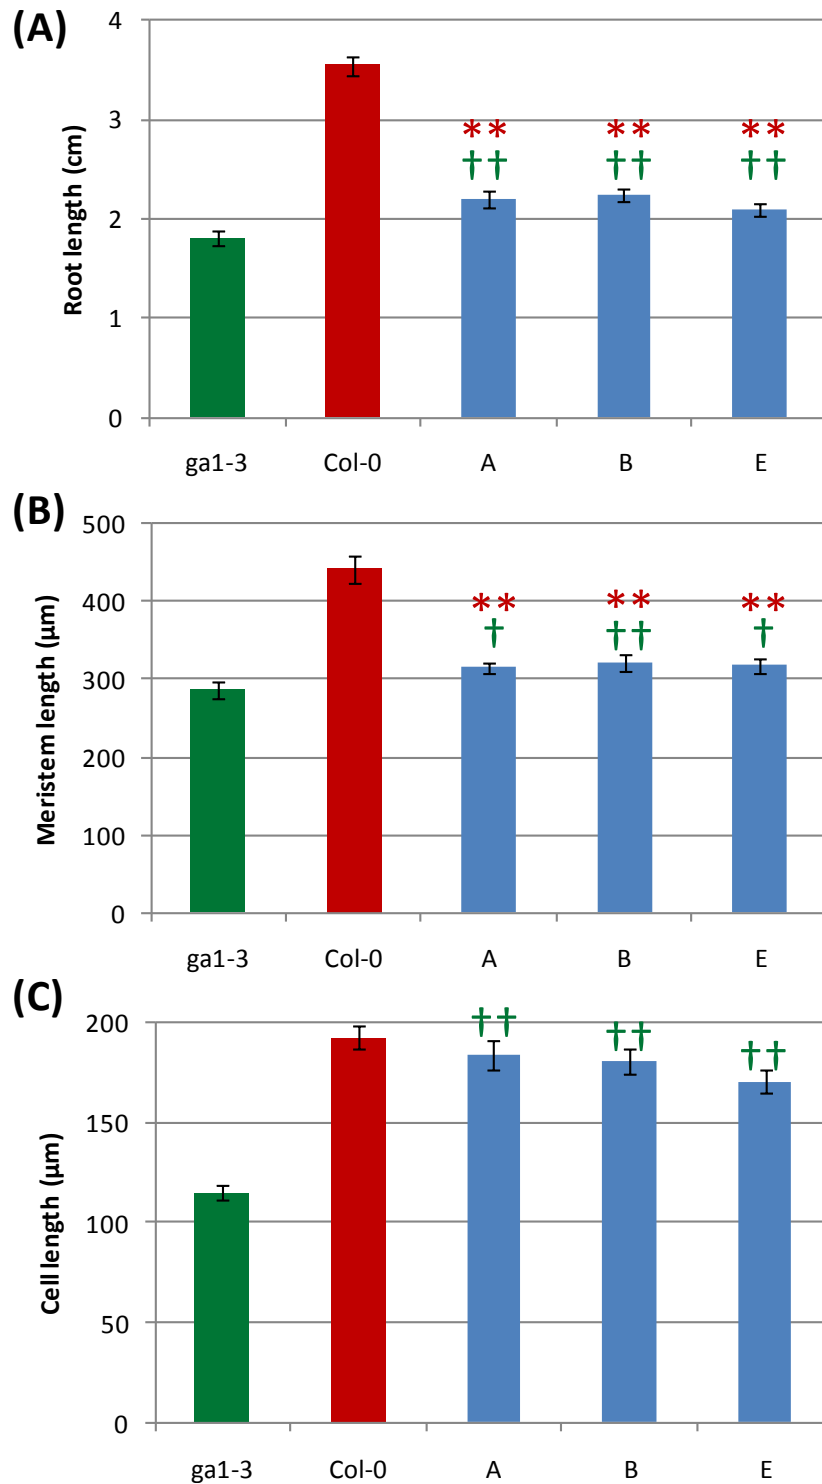 (A)
Root length (cm)
4
3
2
1
0
** ** **
†† †† ††
ga1-3 Col-0 A B E
(B)
Meristem length (µm)
500
400
300
200
100
0
** ** **
† †† †
ga1-3 Col-0 A B E
(C)
Cell length (µm)
200
150
100
50
0
†† †† ††
ga1-3 Col-0 A B E